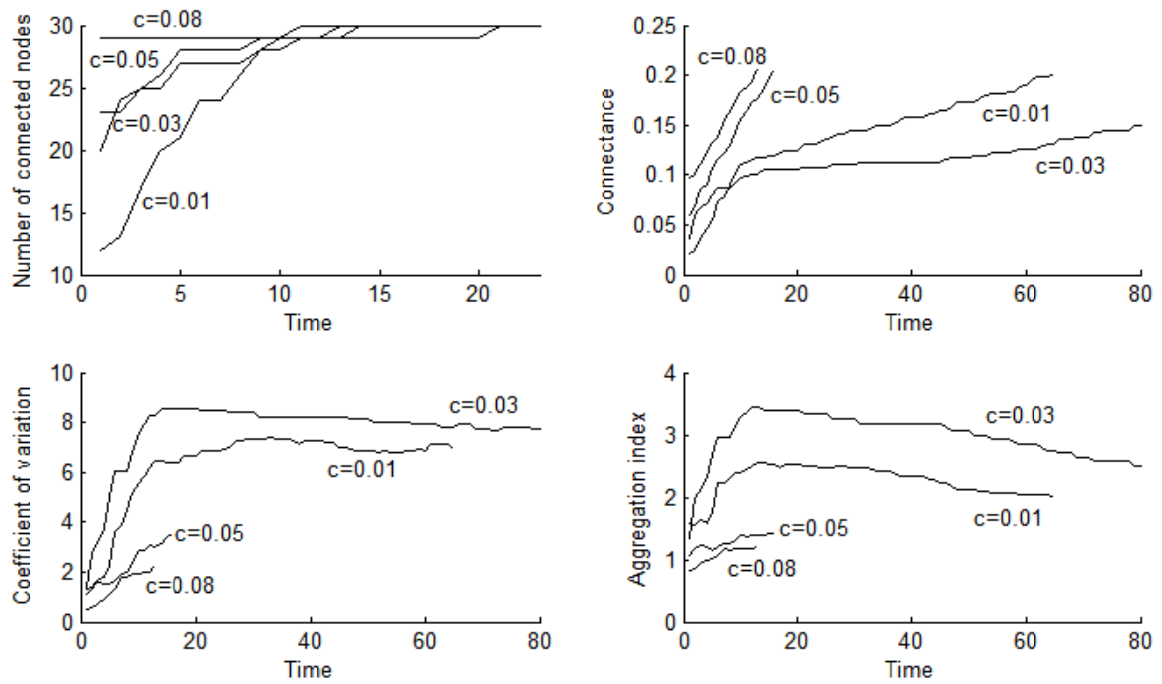 Number of connected nodes
30
25
20
15
10
c=0.08
c=0.05
c=0.03
c=0.01
0
5
10
15
20
Time
Connectance
0.25
0.2
0.15
0.1
0.05
0
c=0.08
c=0.05
c=0.01
c=0.03
0
20
40
60
80
Time
Coefficient of variation
10
8
6
4
2
0
c=0.03
c=0.01
c=0.05
c=0.08
0
20
40
60
80
Time
Aggregation index
4
3
2
1
0
c=0.03
c=0.01
c=0.05
c=0.08
0
20
40
60
80
Time